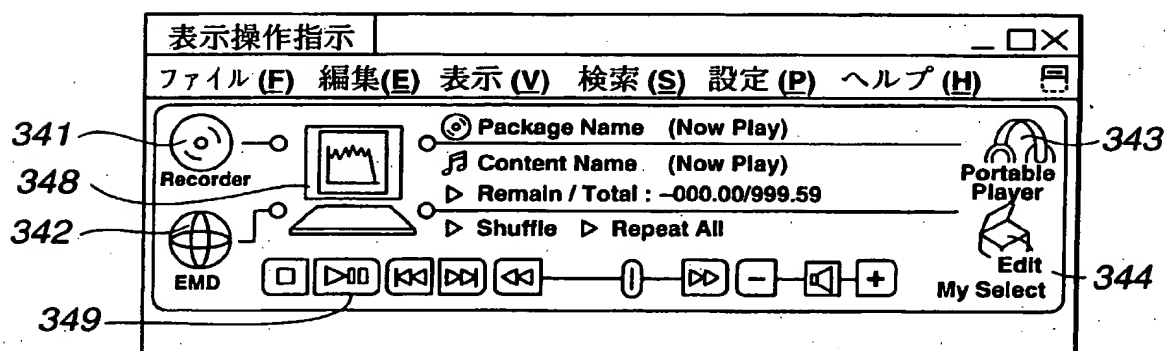 表示操作指示
ファイル (F) 編集(E) 表示 (V) 検索 (S) 設定 (P) ヘルプ (H)
341
Recorder
348
342
EMD
349
Package Name (Now Play)
Content Name (Now Play)
Remain / Total : -000.00/999.59
Shuffle Repeat All
343
Portable
Player
Edit
344
My Select